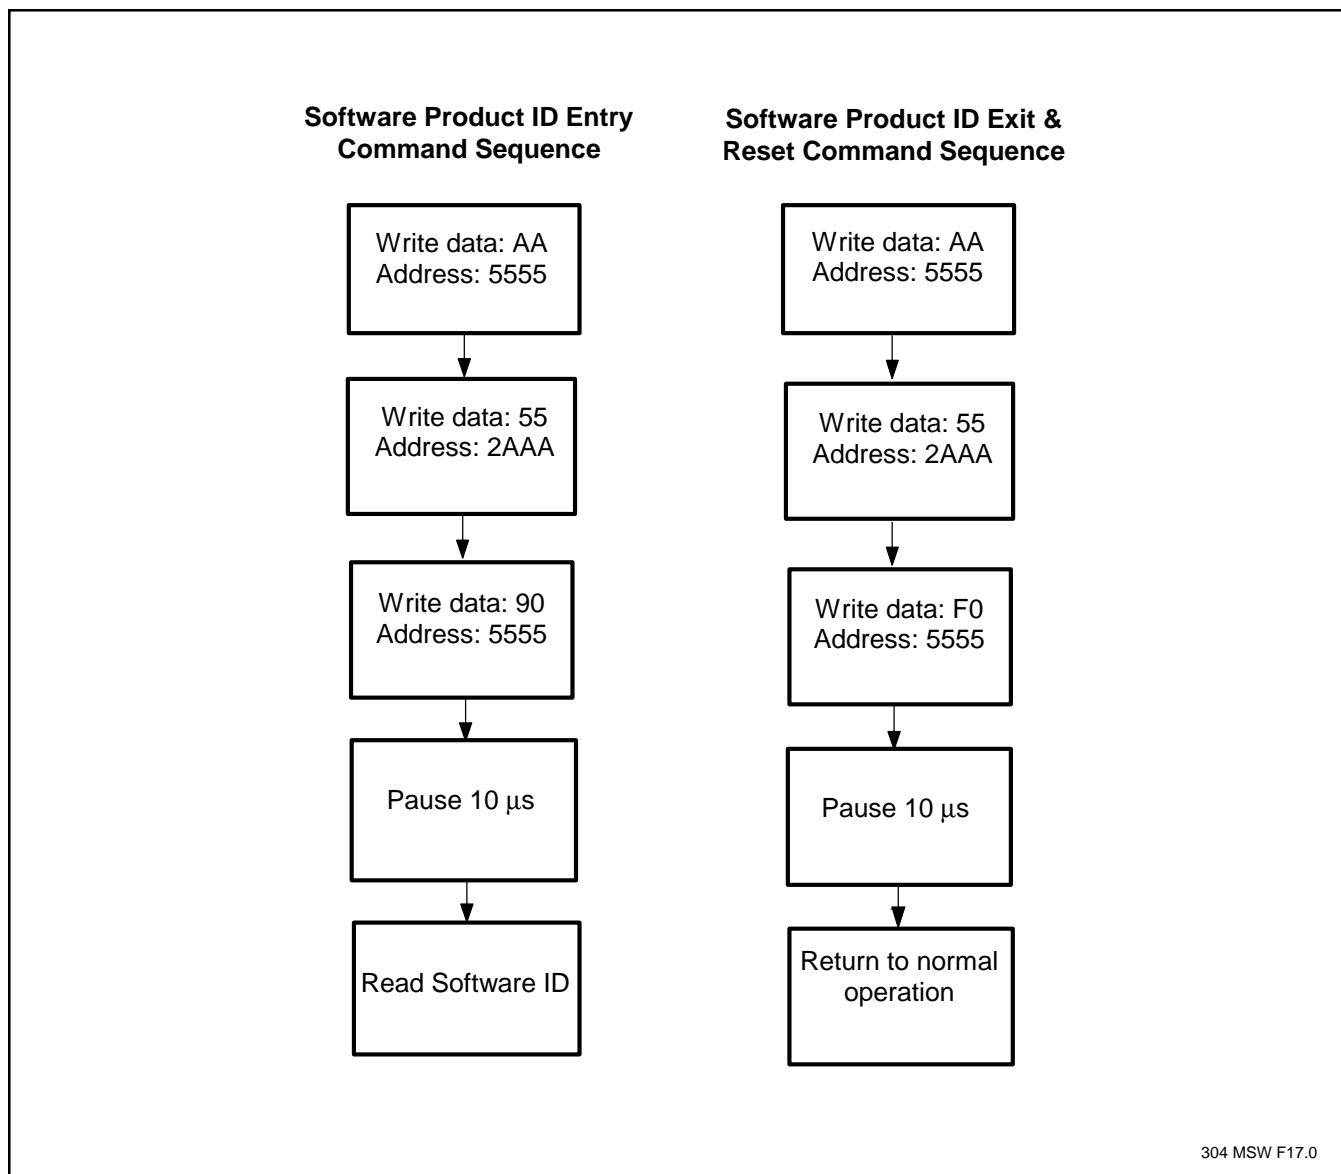 Software Product ID Entry
Command Sequence
Write data: AA
Address: 5555
Write data: 55
Address: 2AAA
Write data: 90
Address: 5555
Pause 10 μs
Read Software ID
Software Product ID Exit &
Reset Command Sequence
Write data: AA
Address: 5555
Write data: 55
Address: 2AAA
Write data: F0
Address: 5555
Pause 10 μs
Return to normal
operation
304 MSW F17.0